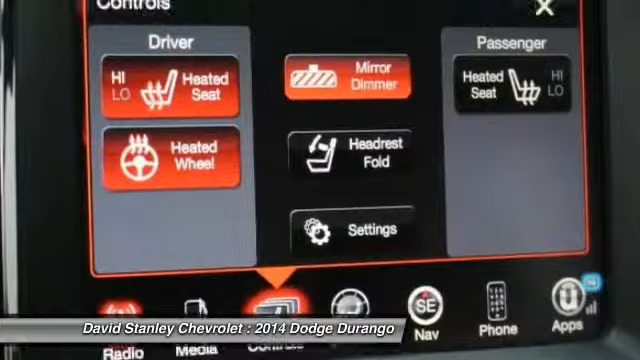 Controls
Driver
Passenger
HI
LO
Heated
Seat
Mirror
Dimmer
Heated
Seat
HI
LO
Heated
Wheel
Headrest
Fold
Settings
SE
Radio
Media
Controls
Nav
Phone
Apps
David Stanley Chevrolet : 2014 Dodge Durango